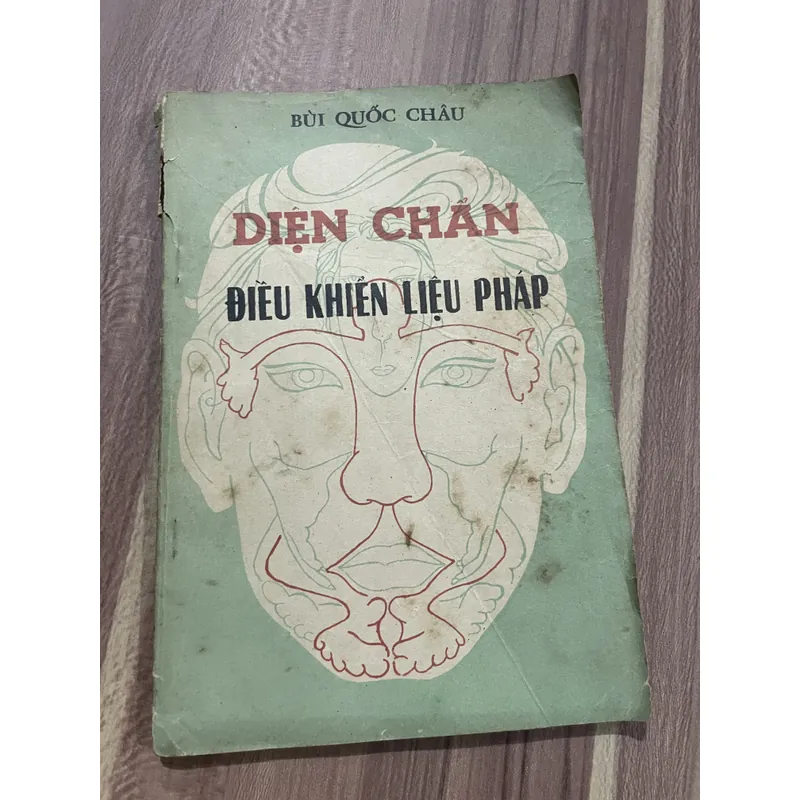 BÙI QUỐC CHÂU
DIỆN CHẨN
ĐIỀU KHIỂN LIỆU PHÁP